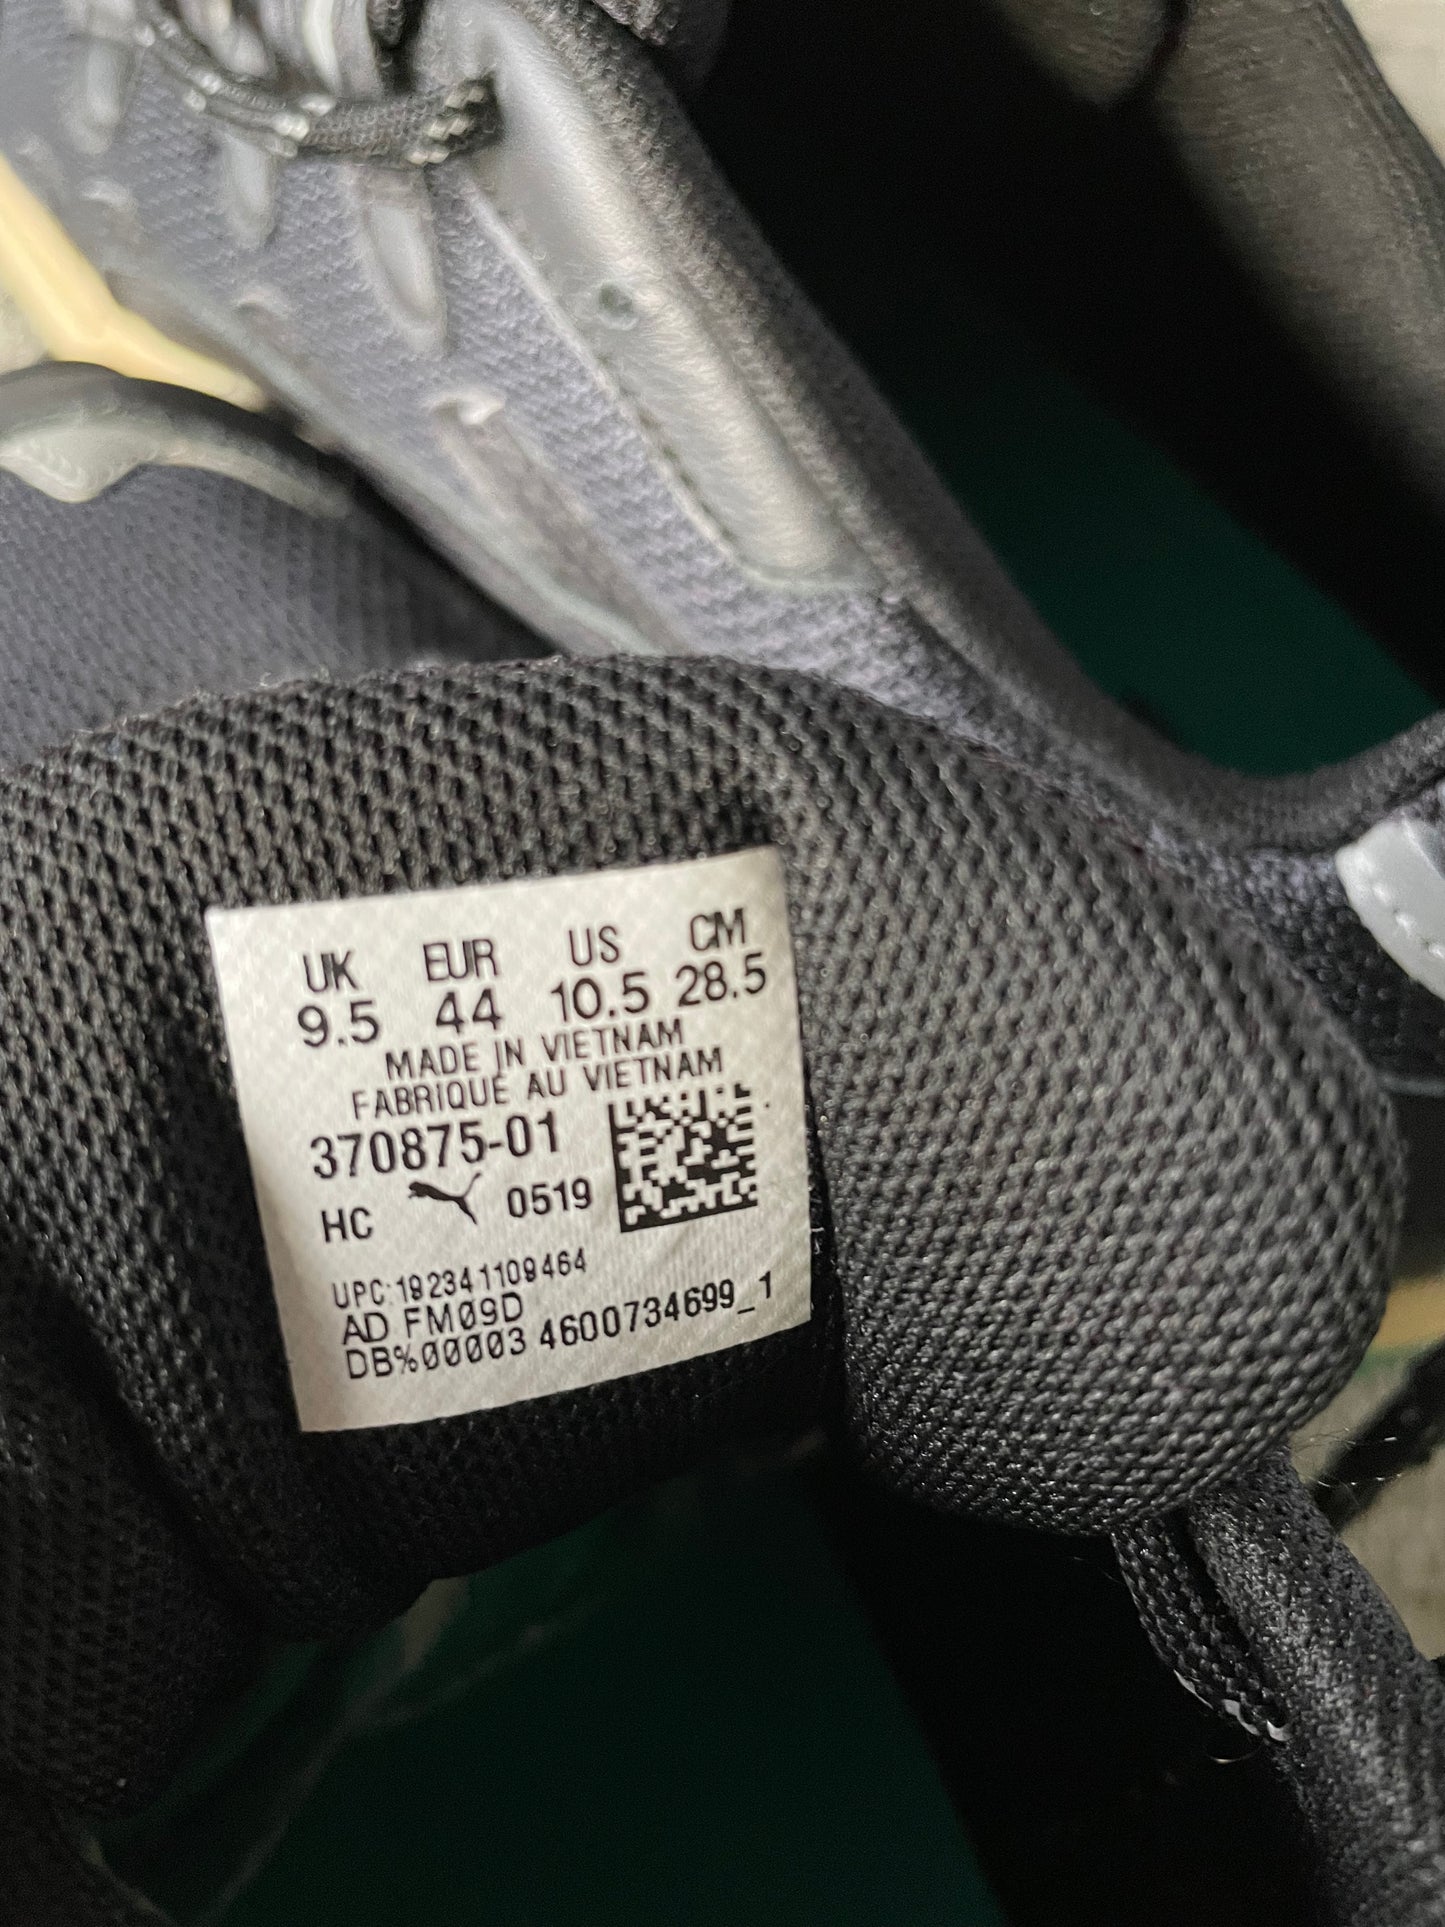 UK EUR US CM
9.5 44 10.5 28.5
MADE IN VIETNAM
FABRIQUE AU VIETNAM
370875-01
HC 0519
UPC:192341109464
AD FM09D
DB%00003 4600734699_1